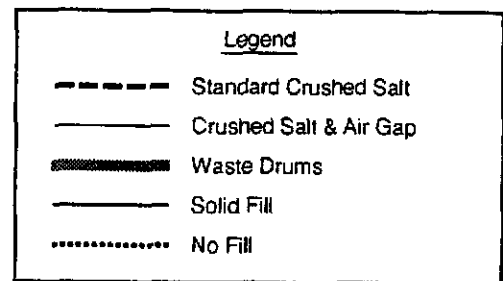 Legend
Standard Crushed Salt
Crushed Salt & Air Gap
Waste Drums
Solid Fill
No Fill